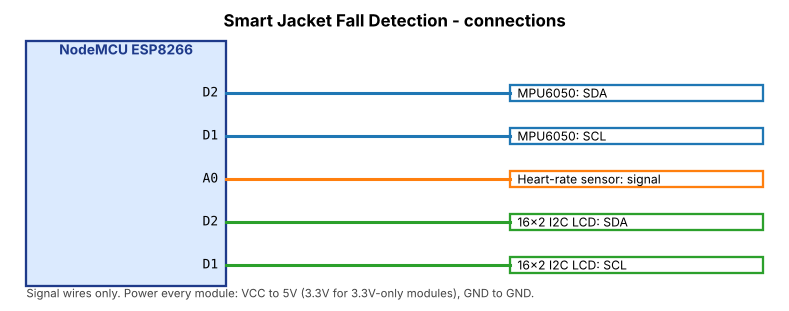 Smart Jacket Fall Detection - connections
NodeMCU ESP8266
D2 MPU6050: SDA
D1 MPU6050: SCL
A0 Heart-rate sensor: signal
D2 16×2 I2C LCD: SDA
D1 16×2 I2C LCD: SCL
Signal wires only. Power every module: VCC to 5V (3.3V for 3.3V-only modules), GND to GND.